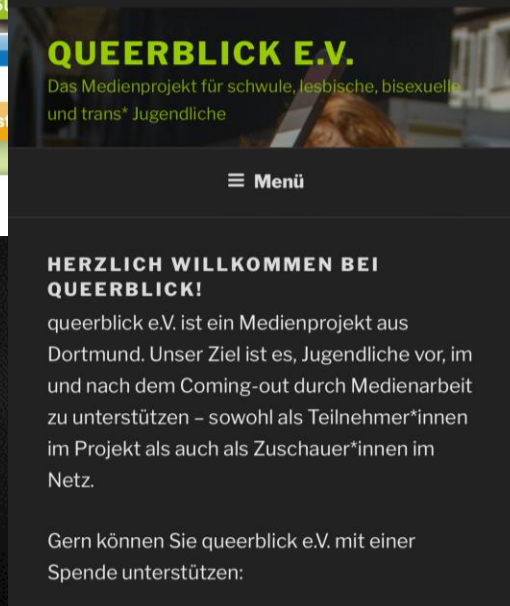 QUEERBLICK E.V.
Das Medienprojekt für schwule, lesbische, bisexuelle
und trans* Jugendliche
☰ Menü
HERZLICH WILLKOMMEN BEI
QUEERBLICK!
queerblick e.V. ist ein Medienprojekt aus
Dortmund. Unser Ziel ist es, Jugendliche vor, im
und nach dem Coming-out durch Medienarbeit
zu unterstützen – sowohl als Teilnehmer*innen
im Projekt als auch als Zuschauer*innen im
Netz.
Gern können Sie queerblick e.V. mit einer
Spende unterstützen: